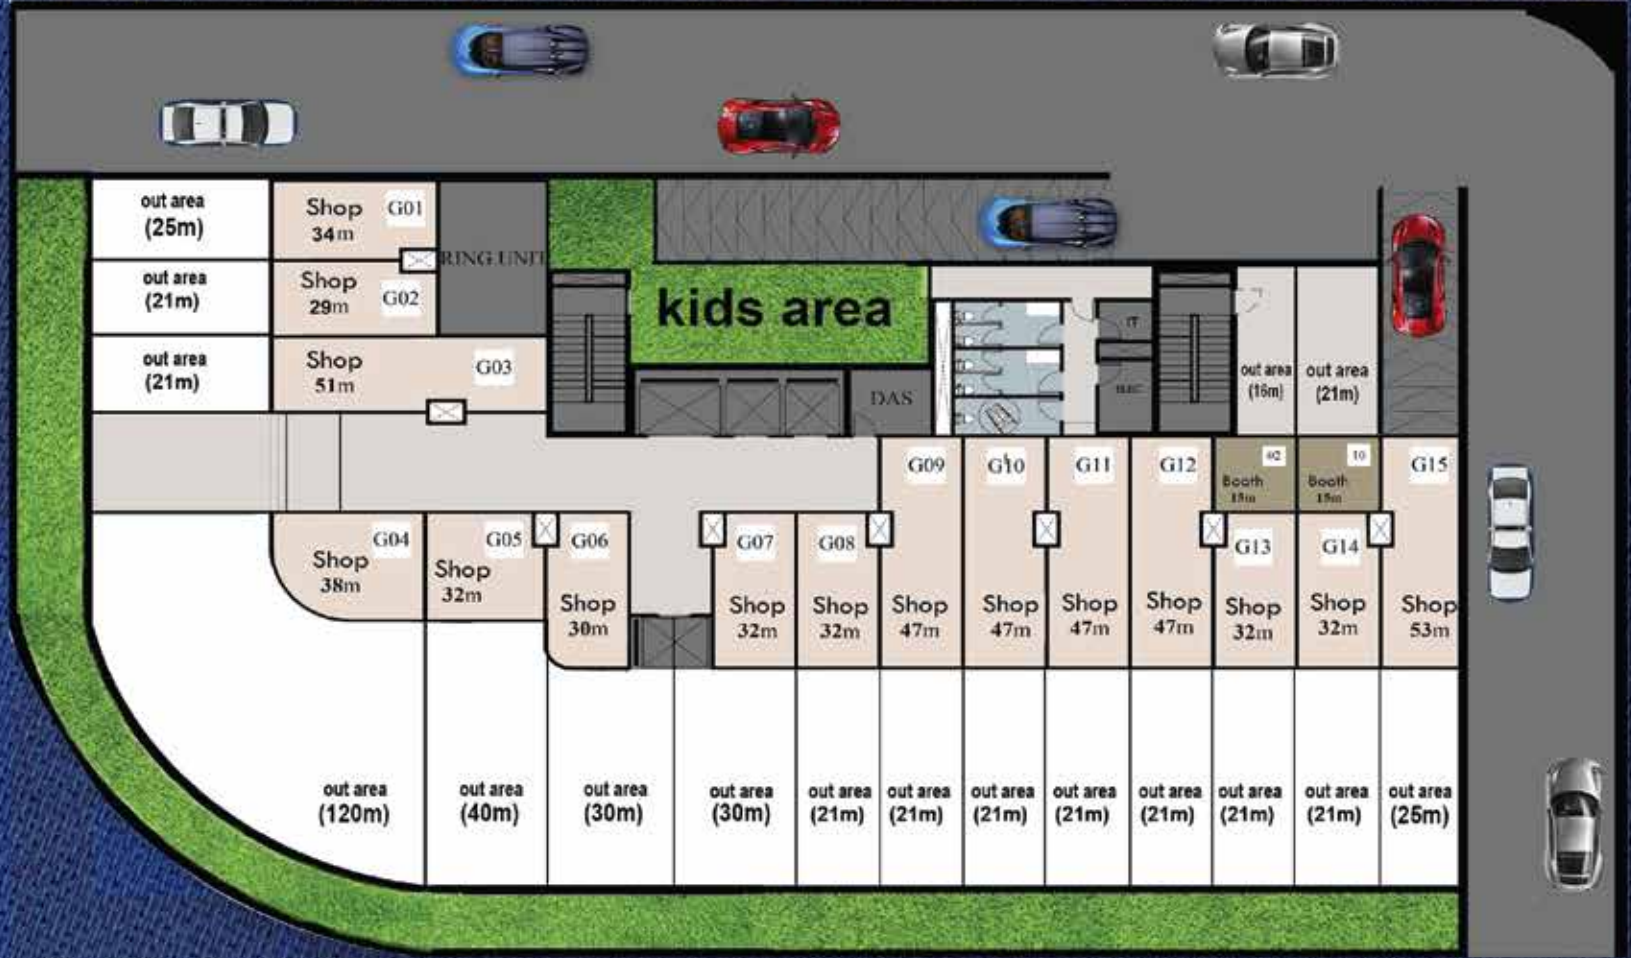 out area
(25m)
Shop
34m
G01
out area
(21m)
Shop
29m
G02
RING UNIT
out area
(21m)
Shop
51m
G03
kids area
DAS
IT
out area
(16m)
out area
(21m)
G04
Shop
38m
G05
Shop
32m
G06
Shop
30m
G07
Shop
32m
G08
Shop
32m
G09
Shop
47m
G10
Shop
47m
G11
Shop
47m
G12
Shop
47m
02
Booth
15m
10
Booth
15m
G13
Shop
32m
G14
Shop
32m
G15
Shop
53m
out area
(120m)
out area
(40m)
out area
(30m)
out area
(30m)
out area
(21m)
out area
(21m)
out area
(21m)
out area
(21m)
out area
(21m)
out area
(21m)
out area
(21m)
out area
(25m)